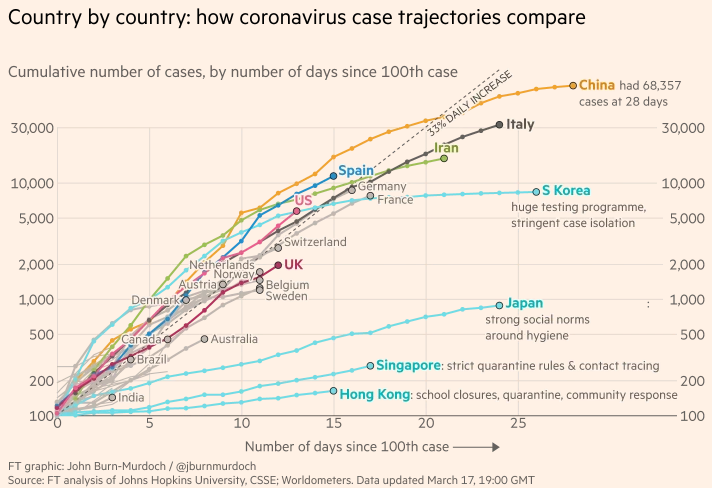 Country by country: how coronavirus case trajectories compare
Cumulative number of cases, by number of days since 100th case
33% DAILY INCREASE
China had 68,357
cases at 28 days
30,000
Italy
30,000
Iran
Spain
10,000
Germany
10,000
France
S Korea
US
huge testing programme,
stringent case isolation
5,000
5,000
Switzerland
2,000
Netherlands
UK
2,000
Norway
Austria
Belgium
Sweden
1,000
Denmark
Japan
:
1,000
strong social norms
around hygiene
500
Canada
Australia
500
Brazil
Singapore: strict quarantine rules & contact tracing
200
200
India
Hong Kong: school closures, quarantine, community response
100
100
0
5
10
15
20
25
Number of days since 100th case
FT graphic: John Burn-Murdoch / @jburnmurdoch
Source: FT analysis of Johns Hopkins University, CSSE; Worldometers. Data updated March 17, 19:00 GMT